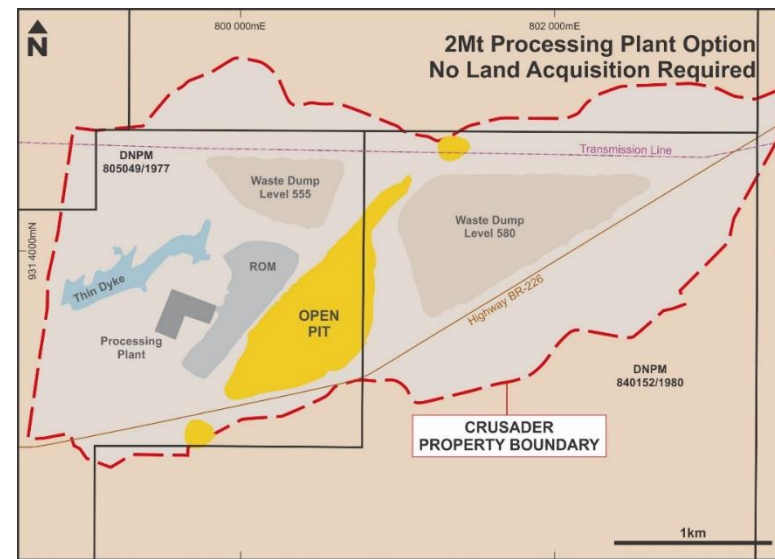 800 000mE
802 000mE
N
2Mt Processing Plant Option
No Land Acquisition Required
Transmission Line
DNPM
805049/1977
Waste Dump
Level 555
Waste Dump
Level 580
931 4000mN
Thin Dyke
ROM
Highway BR-226
OPEN
PIT
Processing
Plant
DNPM
840152/1980
CRUSADER
PROPERTY BOUNDARY
1km